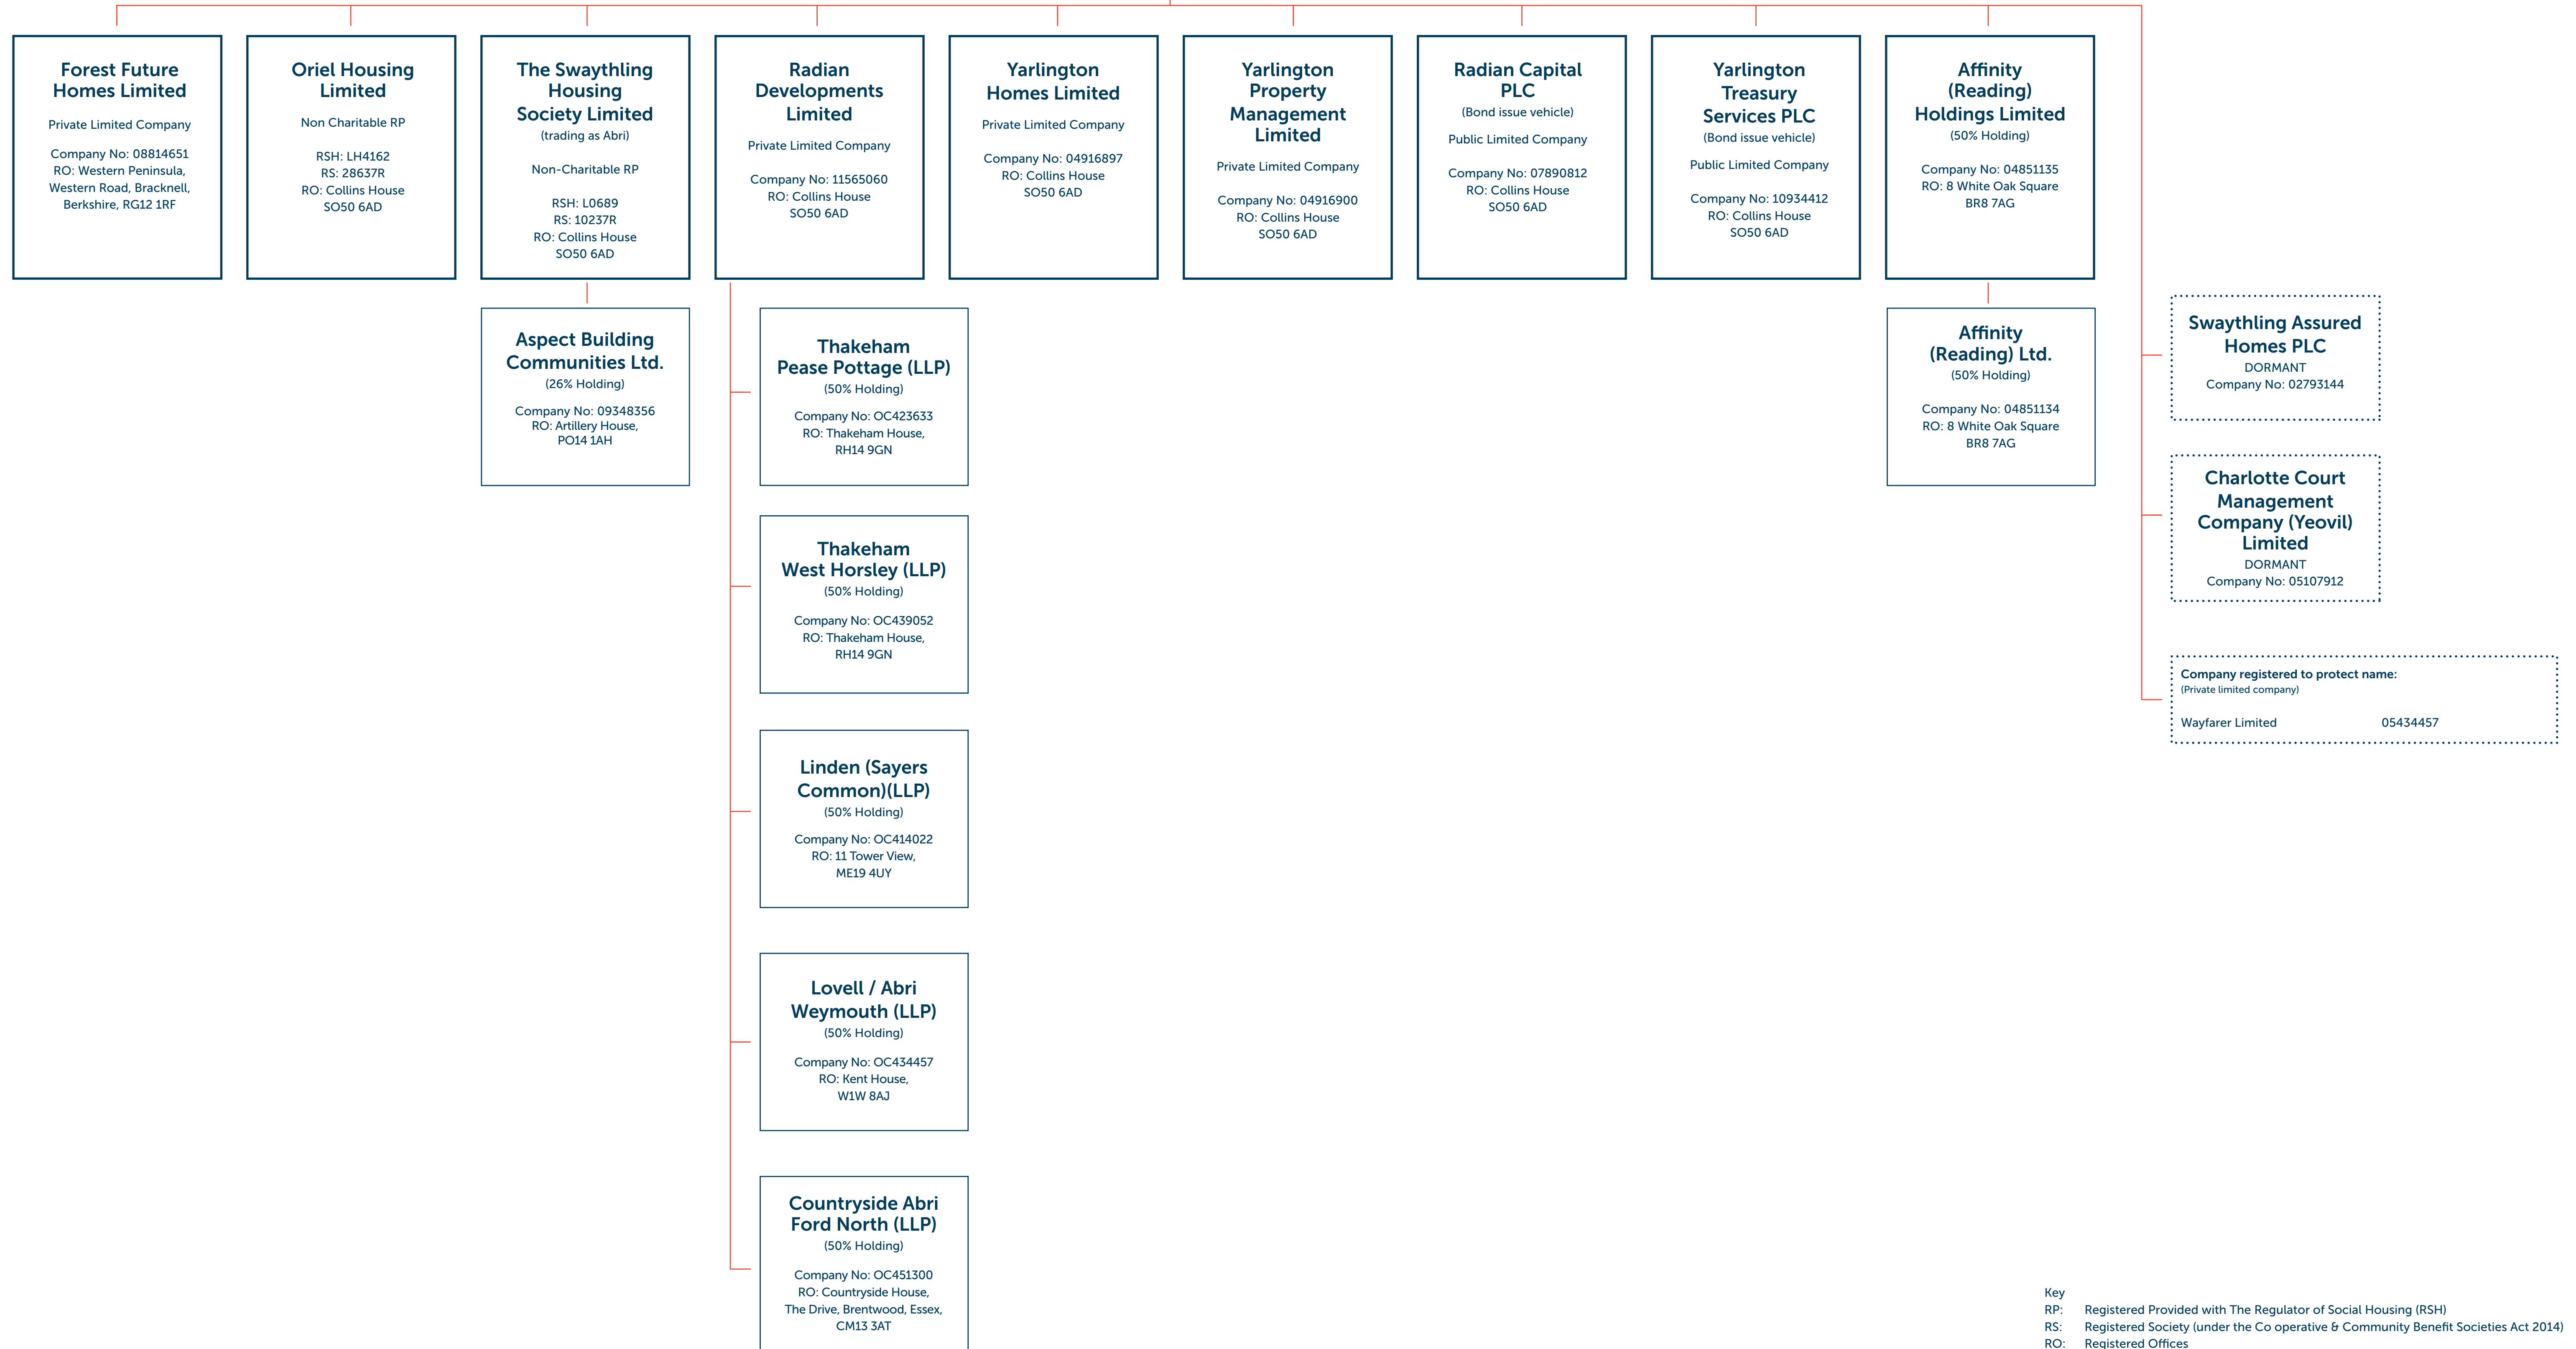 Forest Future
Homes Limited
Private Limited Company
Company No: 08814651
RO: Western Peninsula,
Western Road, Bracknell,
Berkshire, RG12 1RF
Oriel Housing
Limited
Non Charitable RP
RSH: LH4162
RS: 28637R
RO: Collins House
SO50 6AD
The Swaythling
Housing
Society Limited
(trading as Abri)
Non-Charitable RP
RSH: L0689
RS: 10237R
RO: Collins House
SO50 6AD
Radian
Developments
Limited
Private Limited Company
Company No: 11565060
RO: Collins House
SO50 6AD
Yarlington
Homes Limited
Private Limited Company
Company No: 04916897
RO: Collins House
SO50 6AD
Yarlington
Property
Management
Limited
Private Limited Company
Company No: 04916900
RO: Collins House
SO50 6AD
Radian Capital
PLC
(Bond issue vehicle)
Public Limited Company
Company No: 07890812
RO: Collins House
SO50 6AD
Yarlington
Treasury
Services PLC
(Bond issue vehicle)
Public Limited Company
Company No: 10934412
RO: Collins House
SO50 6AD
Affinity
(Reading)
Holdings Limited
(50% Holding)
Company No: 04851135
RO: 8 White Oak Square
BR8 7AG
Aspect Building
Communities Ltd.
(26% Holding)
Company No: 09348356
RO: Artillery House,
PO14 1AH
Thakeham
Pease Pottage (LLP)
(50% Holding)
Company No: OC423633
RO: Thakeham House,
RH14 9GN
Thakeham
West Horsley (LLP)
(50% Holding)
Company No: OC439052
RO: Thakeham House,
RH14 9GN
Linden (Sayers
Common)(LLP)
(50% Holding)
Company No: OC414022
RO: 11 Tower View,
ME19 4UY
Lovell / Abri
Weymouth (LLP)
(50% Holding)
Company No: OC434457
RO: Kent House,
W1W 8AJ
Countryside Abri
Ford North (LLP)
(50% Holding)
Company No: OC451300
RO: Countryside House,
The Drive, Brentwood, Essex,
CM13 3AT
Affinity
(Reading) Ltd.
(50% Holding)
Company No: 04851134
RO: 8 White Oak Square
BR8 7AG
Swaythling Assured
Homes PLC
DORMANT
Company No: 02793144
Charlotte Court
Management
Company (Yeovil)
Limited
DORMANT
Company No: 05107912
Company registered to protect name:
(Private limited company)
Wayfarer Limited 05434457
Key
RP: Registered Provided with The Regulator of Social Housing (RSH)
RS: Registered Society (under the Co operative & Community Benefit Societies Act 2014)
RO: Registered Offices